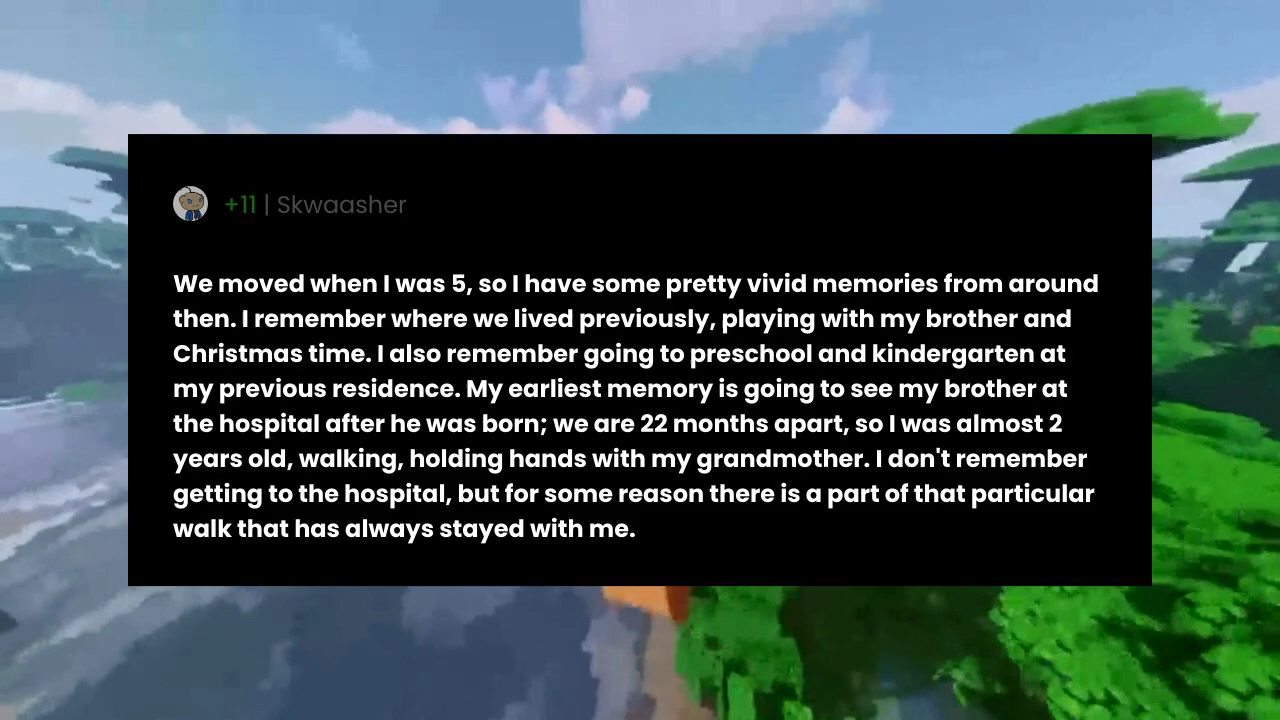 +11 | Skwaasher
We moved when I was 5, so I have some pretty vivid memories from around
then. I remember where we lived previously, playing with my brother and
Christmas time. I also remember going to preschool and kindergarten at
my previous residence. My earliest memory is going to see my brother at
the hospital after he was born; we are 22 months apart, so I was almost 2
years old, walking, holding hands with my grandmother. I don't remember
getting to the hospital, but for some reason there is a part of that particular
walk that has always stayed with me.